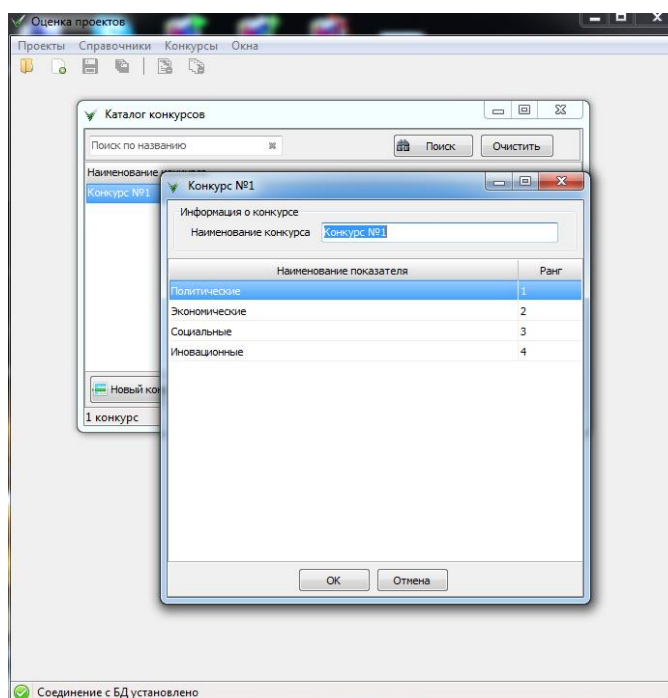 Оценка проектов
Проекты Справочники Конкурсы Окна
Каталог конкурсов
Поиск по названию
Поиск
Очистить
Наименование
Конкурс №1
Новый
1 конкурс
Конкурс №1
Информация о конкурсе
Наименование конкурса Конкурс №1
Наименование показателя Ранг
Политические 1
Экономические 2
Социальные 3
Иновационные 4
OK Отмена
Соединение с БД установлено